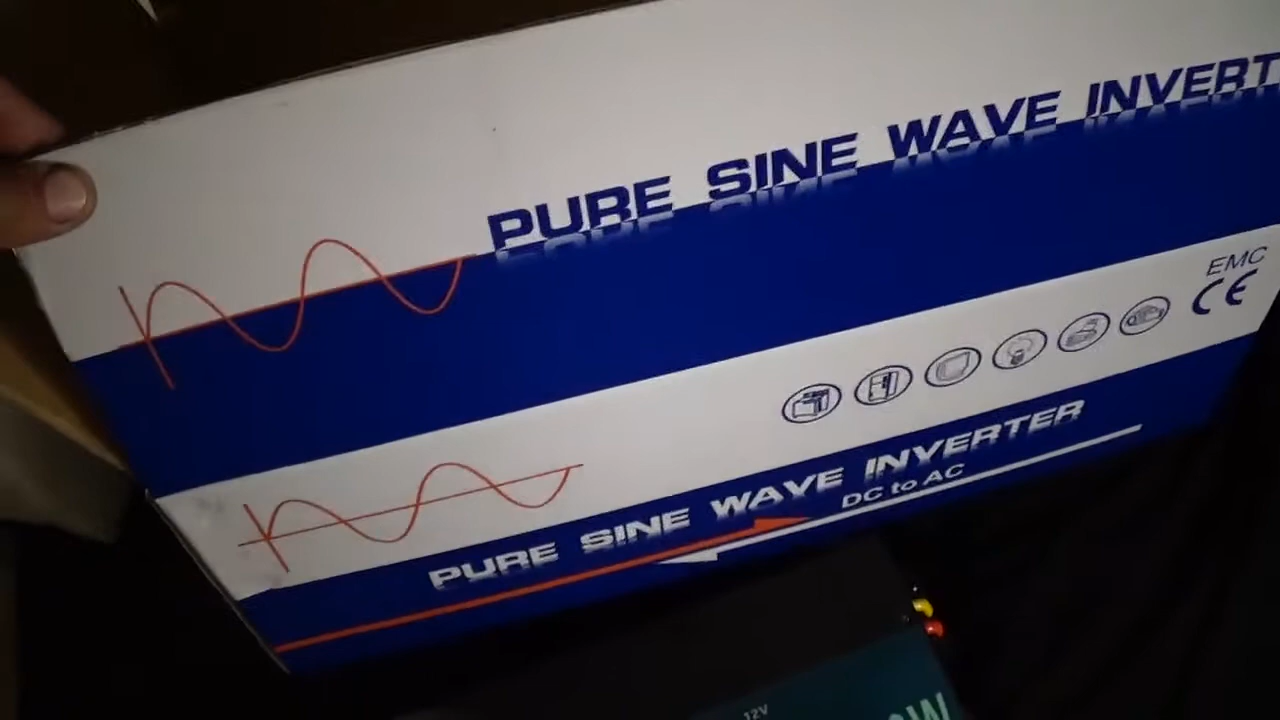 PURE SINE WAVE INVERT
EMC
CE
PURE SINE WAVE INVERTER
DC to AC
12V
W